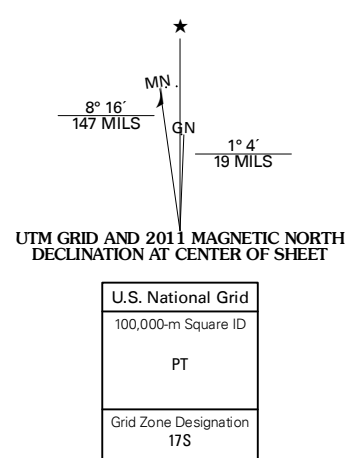 MN
GN
8° 16´
147 MILS
1° 4´
19 MILS
UTM GRID AND 2011 MAGNETIC NORTH
DECLINATION AT CENTER OF SHEET
U.S. National Grid
100,000-m Square ID
PT
Grid Zone Designation
17S